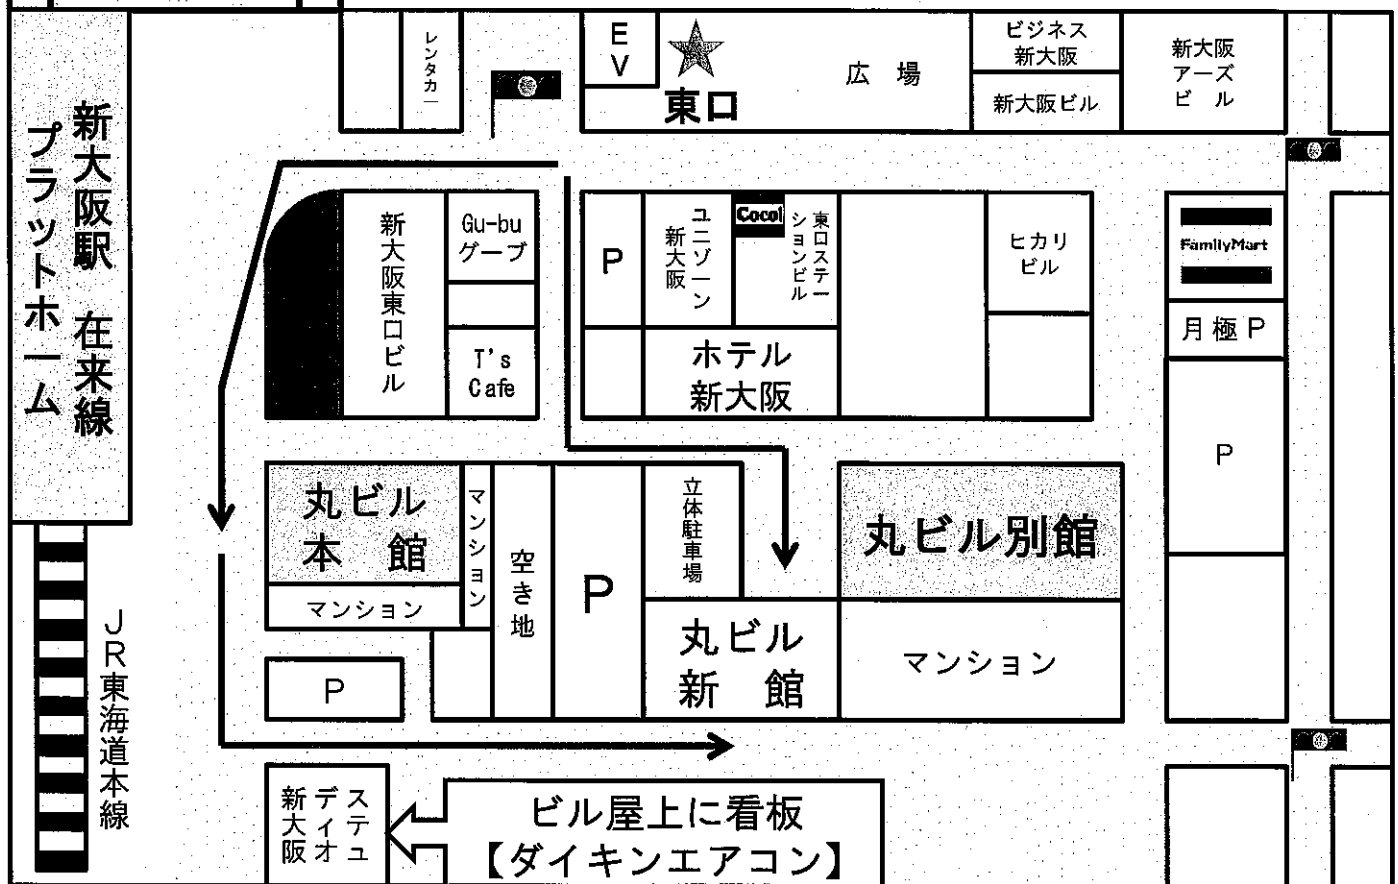 レンタカー
EV
東口
広場
ビジネス
新大阪
新大阪ビル
新大阪
アーズ
ビル
新大阪駅 在来線
プラットホーム
新大阪東口ビル
Gu-bu
グーブ
T's
Cafe
P
ユニゾーン
新大阪
Cocoi
東口ステー
ションビル
ホテル
新大阪
ヒカリ
ビル
FamilyMart
月極P
P
丸ビル
本館
マンション
マンション
空き地
P
立体駐車場
丸ビル
新館
丸ビル別館
マンション
P
JR東海道本線
ステュ
ディオ
新大阪
ビル屋上に看板
【ダイキンエアコン】